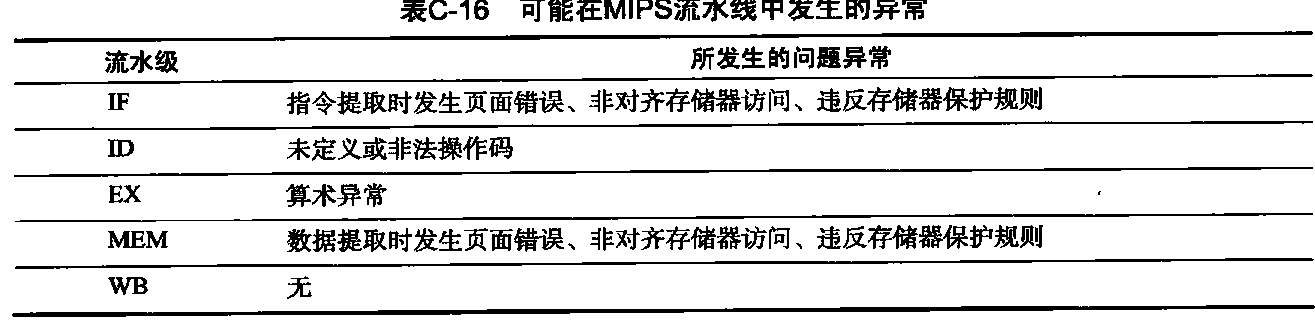 表C-16 可能在MIPS流水线中发生的异常
流水级 所发生的问题异常
IF 指令提取时发生页面错误、非对齐存储器访问、违反存储器保护规则
ID 未定义或非法操作码
EX 算术异常
MEM 数据提取时发生页面错误、非对齐存储器访问、违反存储器保护规则
WB 无